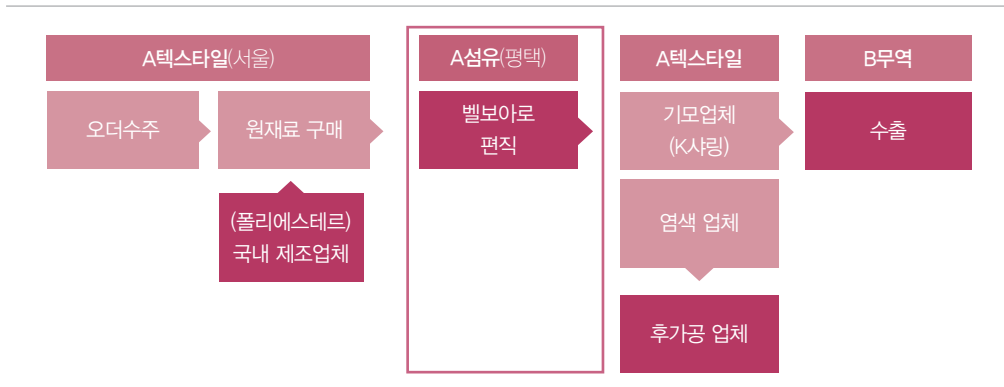 A텍스타일(서울)
오더수주
원재료 구매
(폴리에스테르)
국내 제조업체
A섬유(평택)
벨보아로
편직
A텍스타일
기모업체
(K샤링)
염색 업체
후가공 업체
B무역
수출